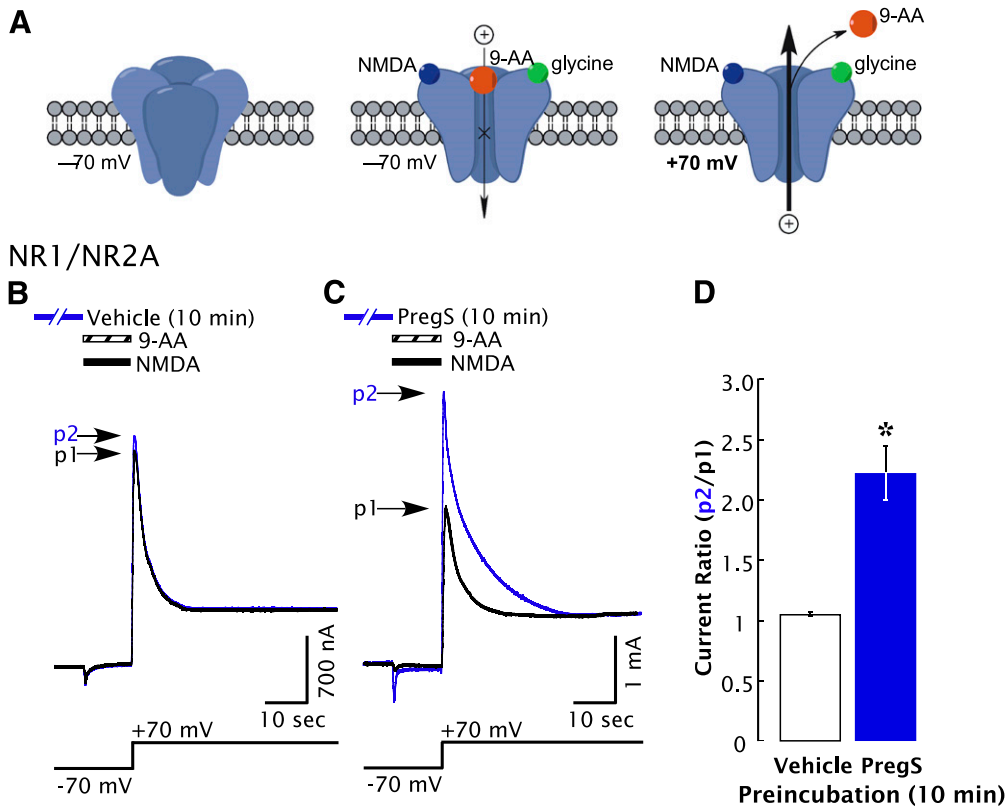 A
NMDA
9-AA
glycine
—70 mV
NMDA
9-AA
glycine
—70 mV
+70 mV
NR1/NR2A
B
Vehicle (10 min)
9-AA
NMDA
p2
p1
700 nA
10 sec
+70 mV
-70 mV
C
PregS (10 min)
9-AA
NMDA
p2
p1
1 mA
10 sec
+70 mV
-70 mV
D
Current Ratio (p2/p1)
3.0
2.5
2.0
1.5
1
0.5
0
*
Vehicle PregS
Preincubation (10 min)